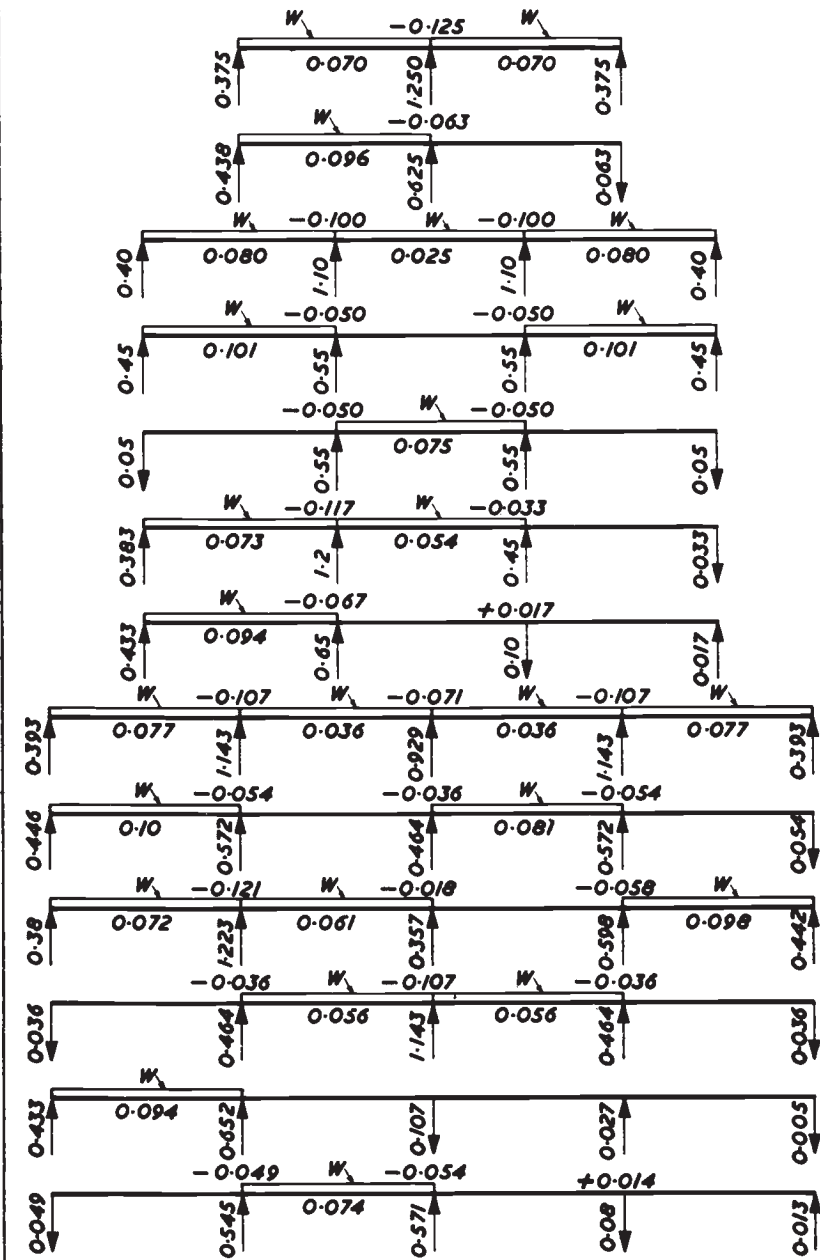 W -0.125 W
0.375 0.070 1.250 0.070 0.375
W -0.063
0.438 0.096 0.625 0.063
W -0.100 W -0.100 W
0.40 0.080 1.10 0.025 1.10 0.080 0.40
W -0.050 -0.050 W
0.45 0.101 0.55 0.55 0.101 0.45
-0.050 W -0.050
0.05 0.55 0.075 0.55 0.05
W -0.117 W -0.033
0.383 0.073 1.2 0.054 0.45 0.033
W -0.067 +0.017
0.433 0.094 0.65 0.10 0.017
W -0.107 W -0.071 W -0.107 W
0.393 0.077 1.143 0.036 0.929 0.036 1.143 0.077 0.393
W -0.054 -0.036 W -0.054
0.446 0.10 0.572 0.464 0.081 0.572 0.054
W -0.121 W -0.018 -0.058 W
0.38 0.072 1.223 0.061 0.357 0.598 0.098 0.442
-0.036 W -0.107 W -0.036
0.036 0.464 0.056 1.143 0.056 0.464 0.036
W
0.433 0.094 0.652 0.107 0.027 0.005
-0.049 W -0.054 +0.014
0.049 0.545 0.074 0.571 0.08 0.013